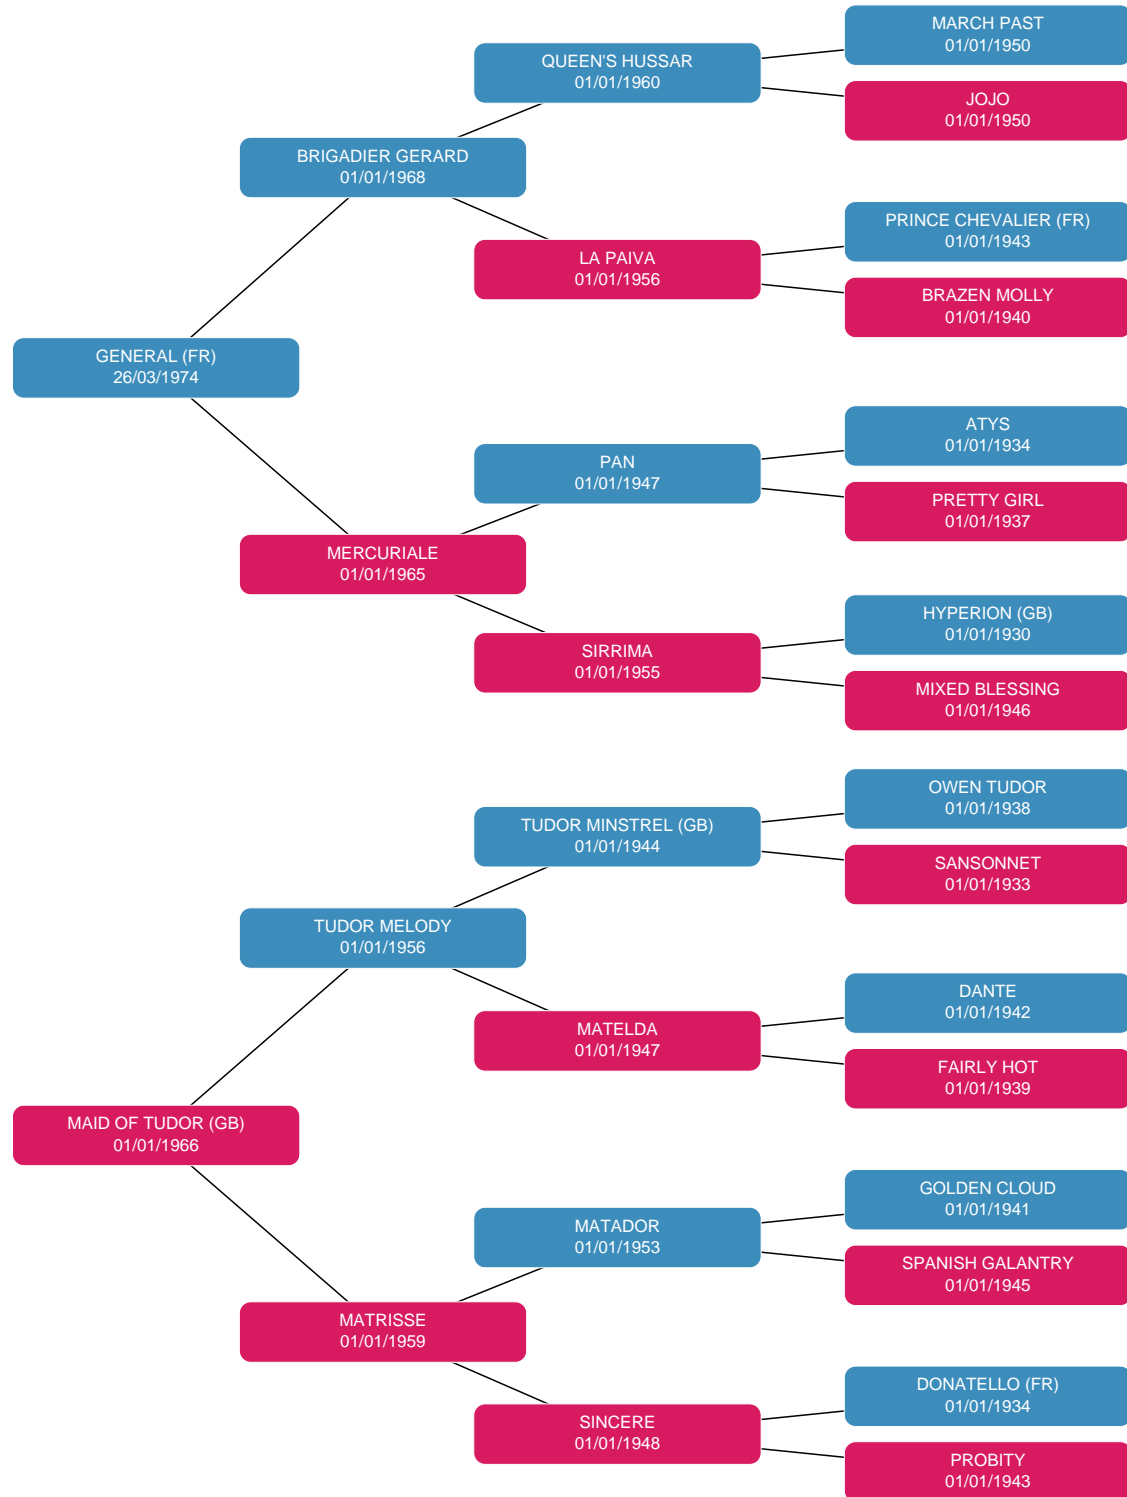 MARCH PAST
01/01/1950
QUEEN'S HUSSAR
01/01/1960
JOJO
01/01/1950
BRIGADIER GERARD
01/01/1968
PRINCE CHEVALIER (FR)
01/01/1943
LA PAIVA
01/01/1956
BRAZEN MOLLY
01/01/1940
GENERAL (FR)
26/03/1974
ATYS
01/01/1934
PAN
01/01/1947
PRETTY GIRL
01/01/1937
MERCURIALE
01/01/1965
HYPERION (GB)
01/01/1930
SIRRIMA
01/01/1955
MIXED BLESSING
01/01/1946
OWEN TUDOR
01/01/1938
TUDOR MINSTREL (GB)
01/01/1944
SANSONNET
01/01/1933
TUDOR MELODY
01/01/1956
DANTE
01/01/1942
MATELDA
01/01/1947
FAIRLY HOT
01/01/1939
MAID OF TUDOR (GB)
01/01/1966
GOLDEN CLOUD
01/01/1941
MATADOR
01/01/1953
SPANISH GALANTRY
01/01/1945
MATRISSE
01/01/1959
DONATELLO (FR)
01/01/1934
SINCERE
01/01/1948
PROBITY
01/01/1943